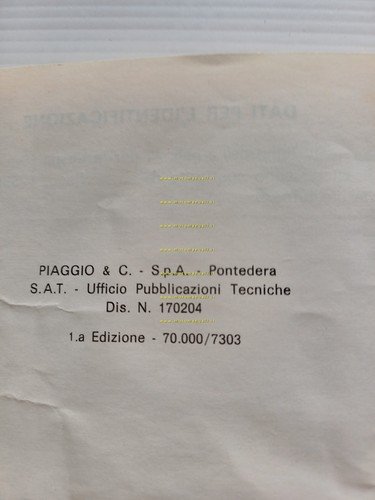 PIAGGIO & C. - S.p.A. - Pontedera
S.A.T. - Ufficio Pubblicazioni Tecniche
Dis. N. 170204
1.a Edizione - 70.000/7303